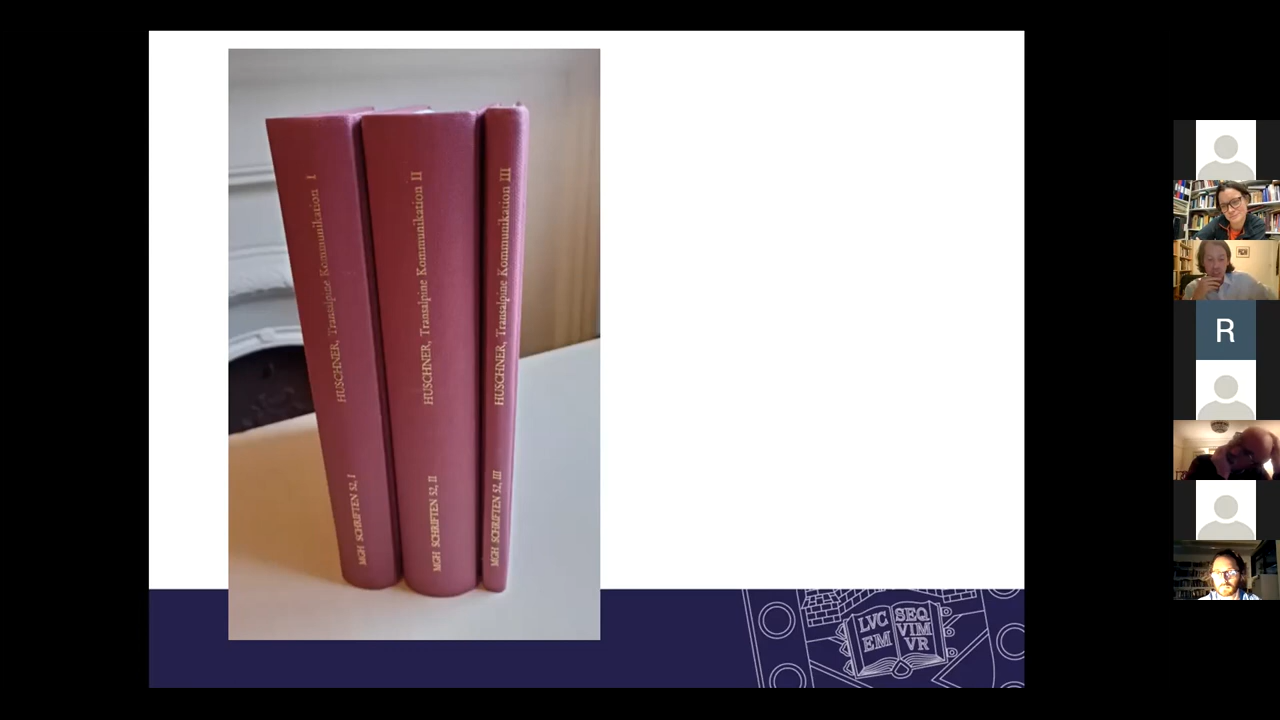 HUSCHNER, Transalpine Kommunikation I
MGH SCHRIFTEN 52, I
HUSCHNER, Transalpine Kommunikation II
MGH SCHRIFTEN 52, II
HUSCHNER, Transalpine Kommunikation III
MGH SCHRIFTEN 52, III
LVC
EM
SEQ
VIM
VR
R